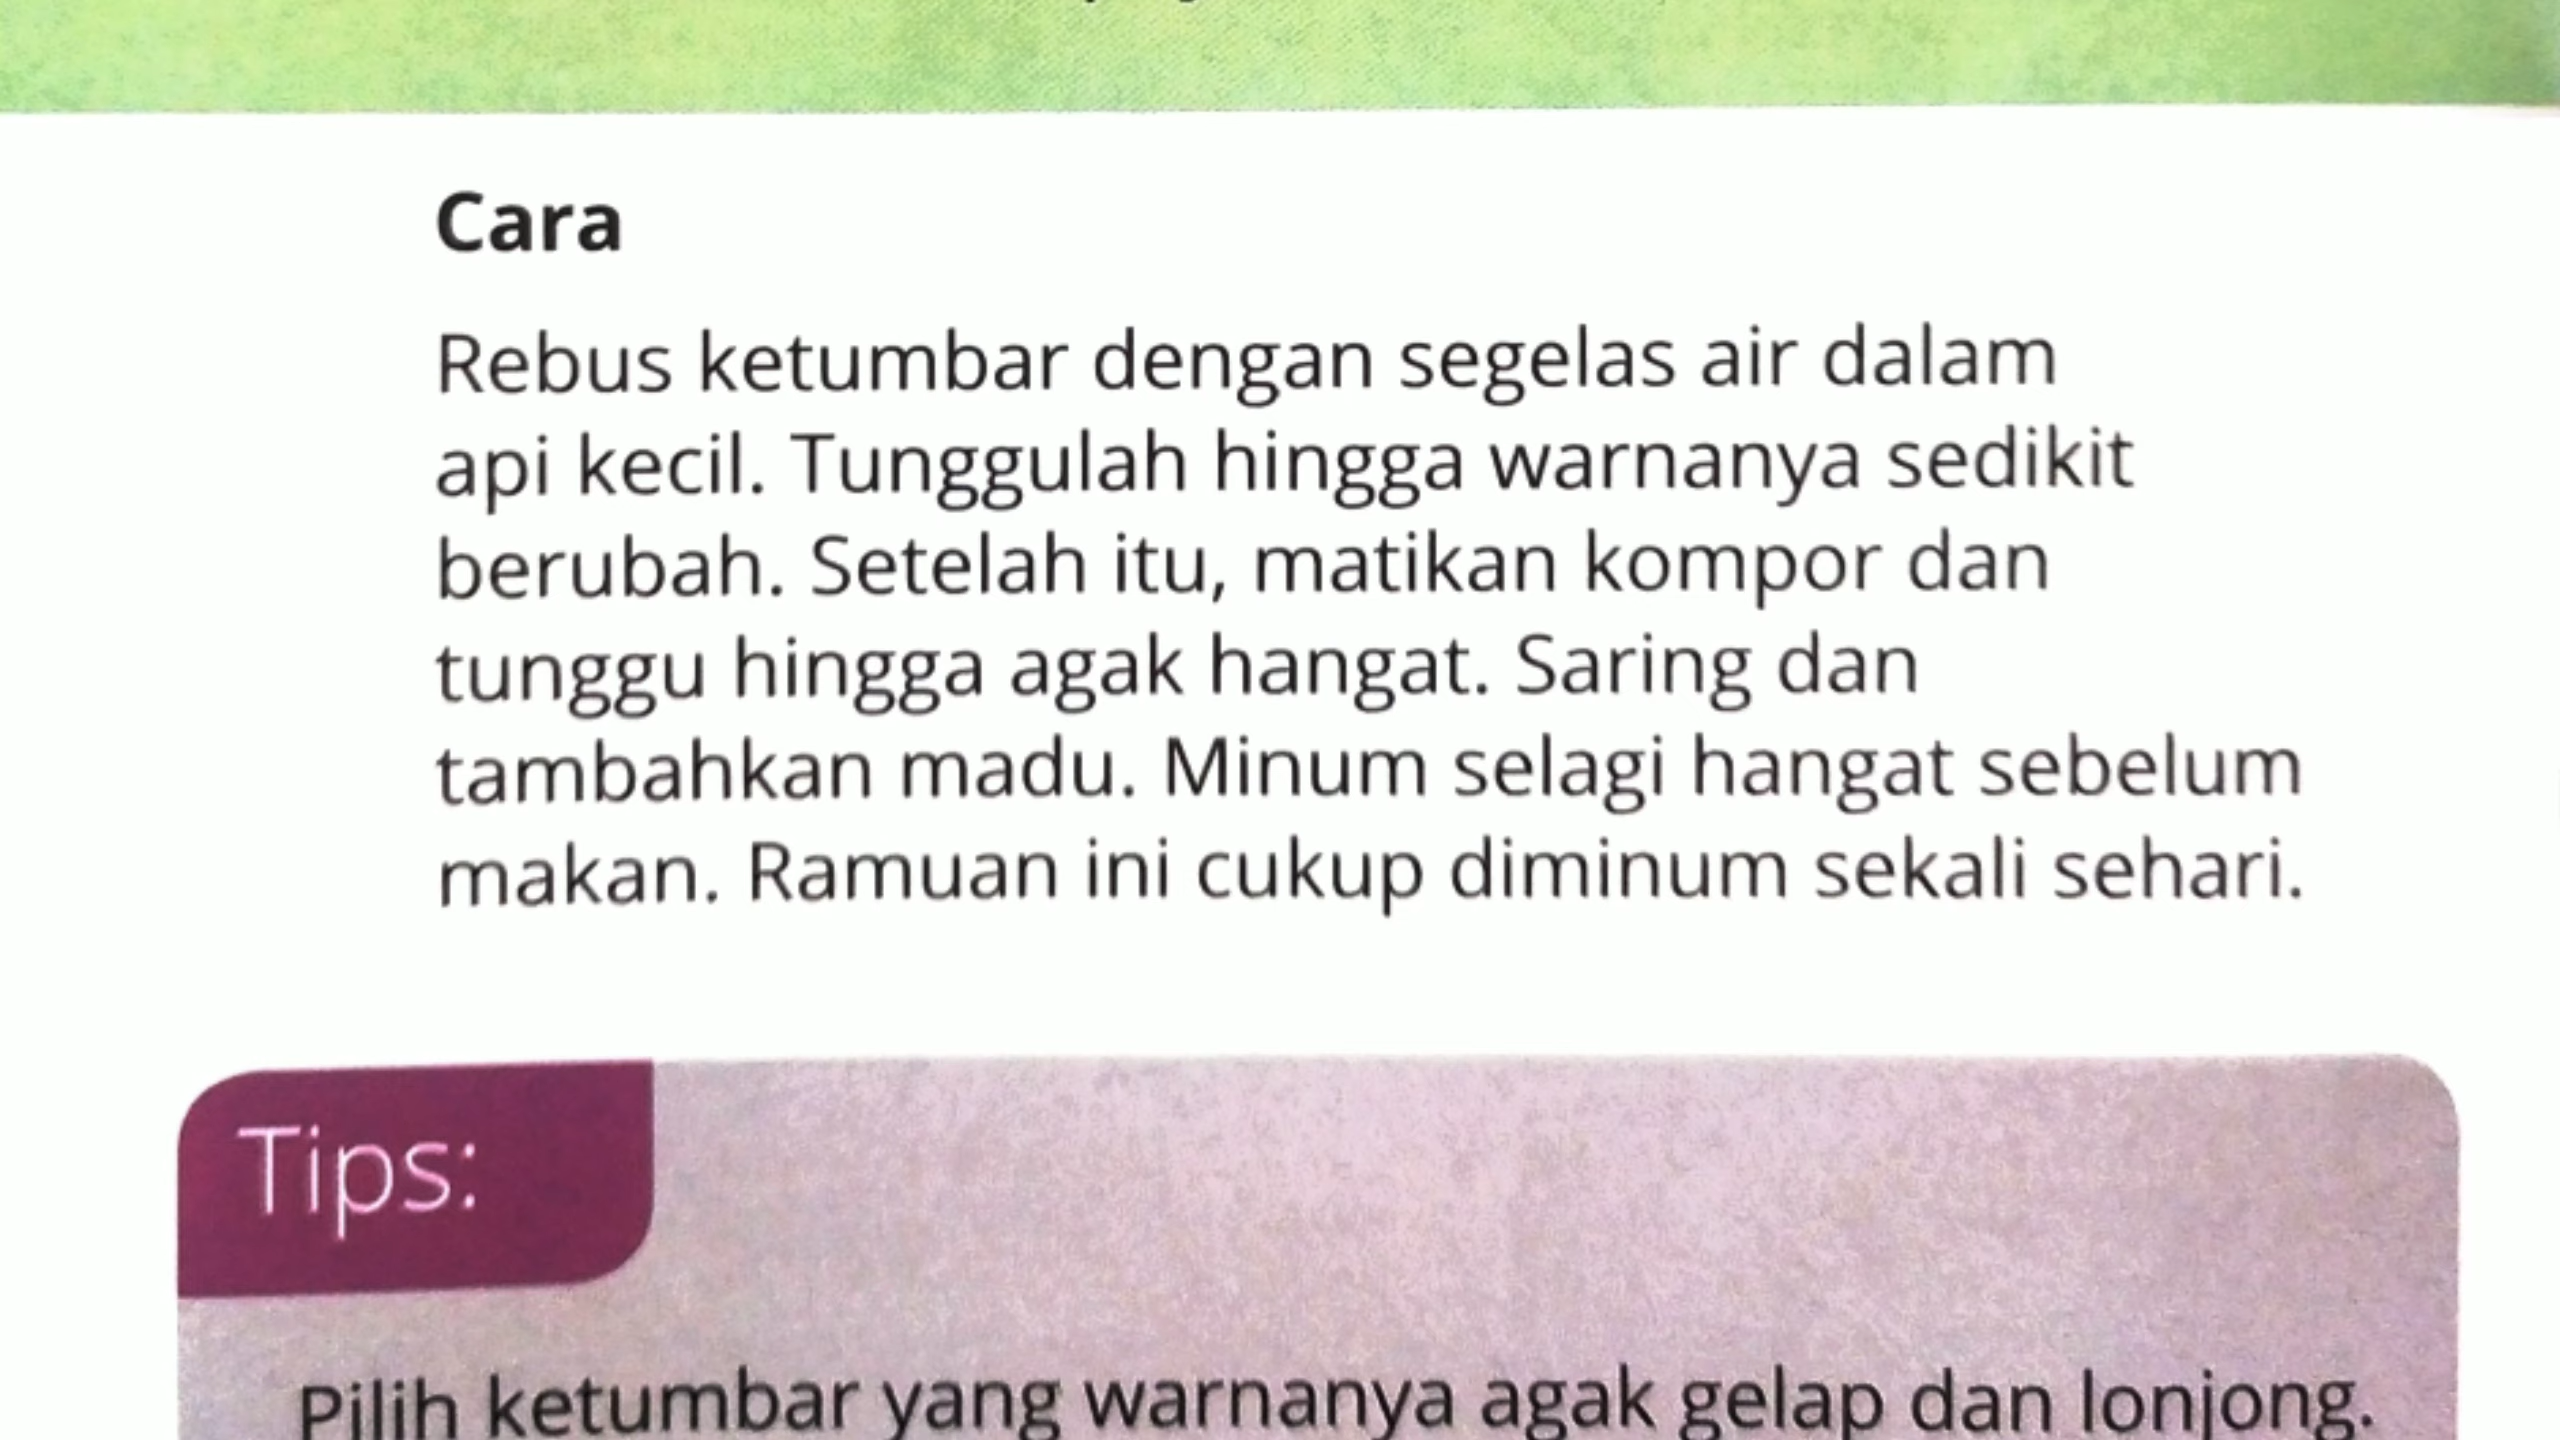 Cara
Rebus ketumbar dengan segelas air dalam
api kecil. Tunggulah hingga warnanya sedikit
berubah. Setelah itu, matikan kompor dan
tunggu hingga agak hangat. Saring dan
tambahkan madu. Minum selagi hangat sebelum
makan. Ramuan ini cukup diminum sekali sehari.
Tips:
Pilih ketumbar yang warnanya agak gelap dan lonjong.